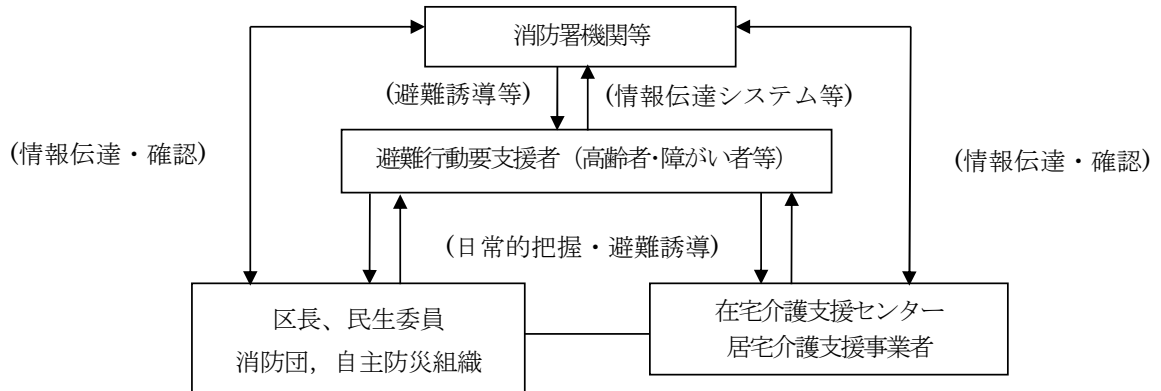 消防署機関等
(避難誘導等)
(情報伝達システム等)
(情報伝達・確認)
避難行動要支援者（高齢者・障がい者等）
(情報伝達・確認)
(日常的把握・避難誘導)
区長、民生委員
消防団，自主防災組織
在宅介護支援センター
居宅介護支援事業者